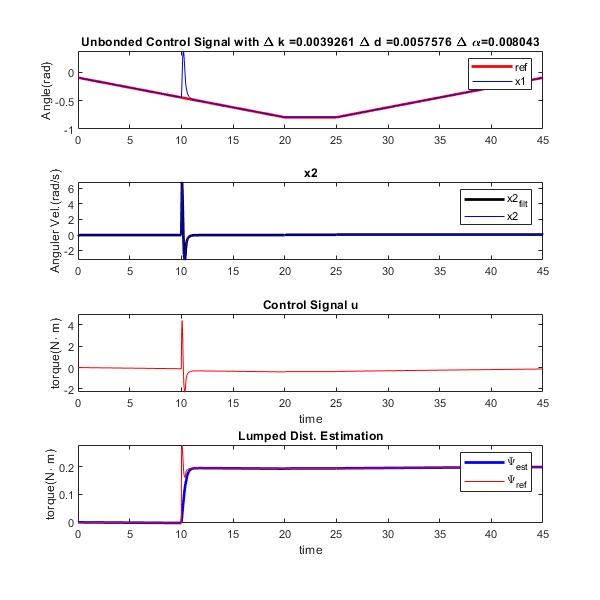 Unbonded Control Signal with Δ k =0.0039261 Δ d =0.0057576 Δ α=0.008043
Angle(rad)
0
-0.5
-1
ref
x1
0 5 10 15 20 25 30 35 40 45
x2
Anguler Vel.(rad/s)
6
4
2
0
-2
x2filt
x2
0 5 10 15 20 25 30 35 40 45
Control Signal u
torque(N· m)
4
2
0
-2
0 5 10 15 20 25 30 35 40 45
time
Lumped Dist. Estimation
torque(N· m)
0.2
0.1
0
Ψest
Ψref
0 5 10 15 20 25 30 35 40 45
time